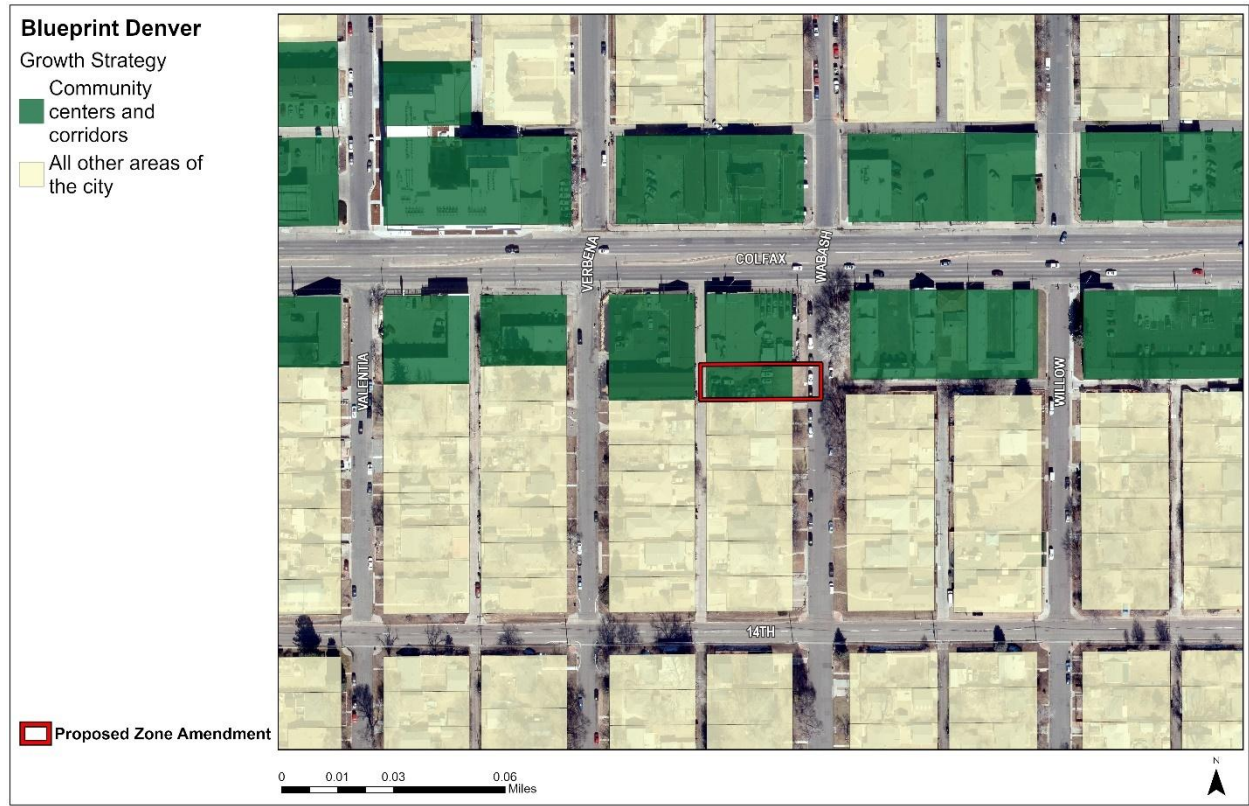 Blueprint Denver
Growth Strategy
Community
centers and
corridors
All other areas of
the city
VERBENA
COLFAX
WABASH
VALENTIA
WILLOW
14TH
Proposed Zone Amendment
0 0.01 0.03 0.06
Miles
N